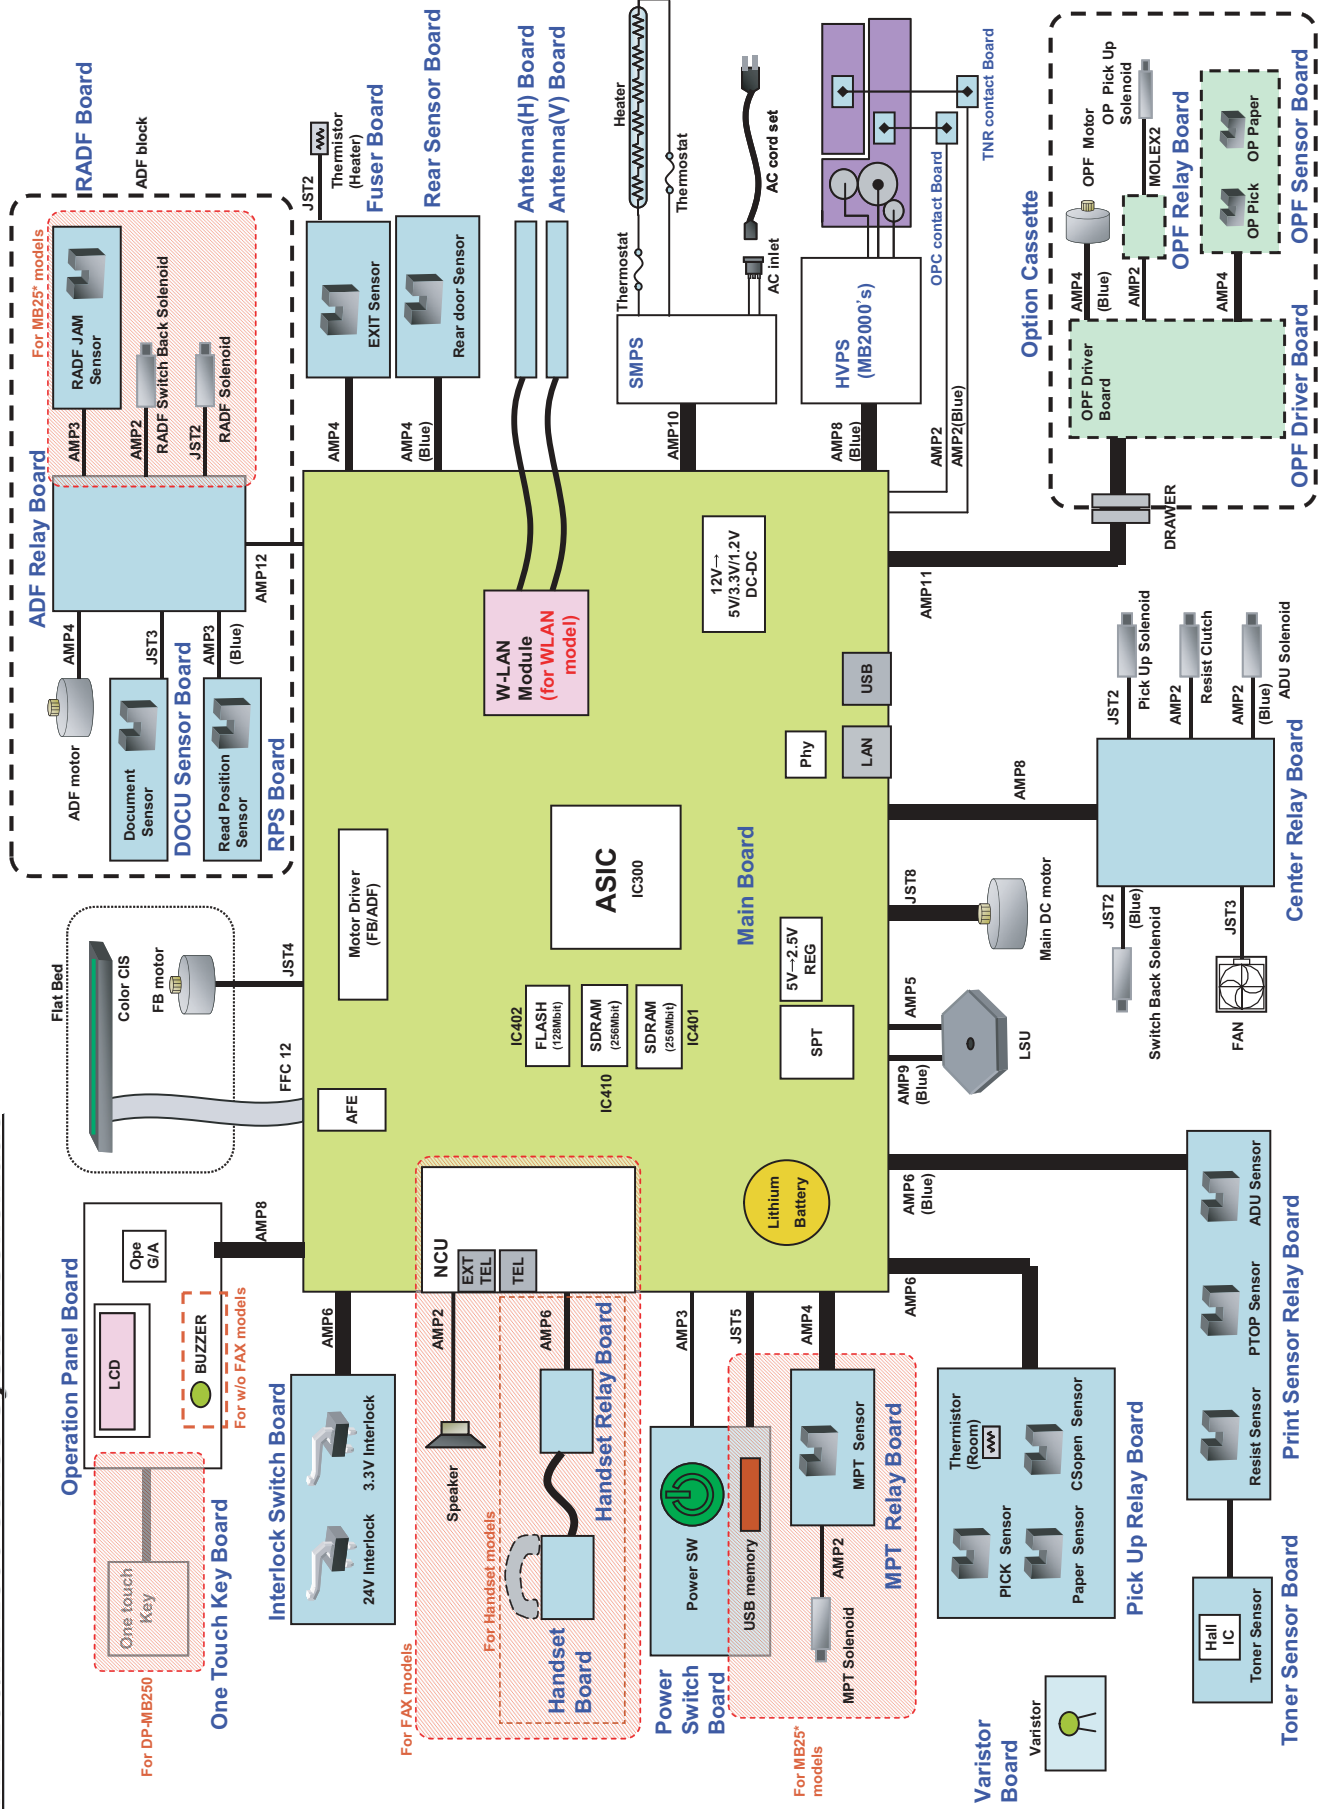 Operation Panel Board
LCD
Ope
G/A
BUZZER
For w/o FAX models
One touch
Key
For DP-MB250
One Touch Key Board
AMP8
Flat Bed
Color CIS
FB motor
FFC 12
JST4
ADF motor
AMP4
ADF Relay Board
Document
Sensor
JST3
DOCU Sensor Board
Read Position
Sensor
AMP3
(Blue)
RPS Board
AMP12
For MB25* models
RADF JAM
Sensor
AMP3
AMP2
RADF Switch Back Solenoid
JST2
RADF Solenoid
RADF Board
ADF block
Interlock Switch Board
24V Interlock
3.3V Interlock
AMP6
AFE
Motor Driver
(FB/ADF)
AMP4
EXIT Sensor
JST2
Thermistor
(Heater)
Fuser Board
AMP4
(Blue)
Rear door Sensor
Rear Sensor Board
For FAX models
Speaker
AMP2
NCU
EXT
TEL
TEL
For Handset models
Handset
Board
AMP6
Handset Relay Board
IC402
FLASH
(128Mbit)
SDRAM
(256Mbit)
IC410
SDRAM
(256Mbit)
IC401
ASIC
IC300
W-LAN
Module
(for WLAN
model)
Antenna(H) Board
Antenna(V) Board
Power SW
USB memory
AMP3
JST5
Power
Switch
Board
Lithium
Battery
SPT
5V→2.5V
REG
Main Board
Phy
LAN
USB
12V→
5V/3.3V/1.2V
DC-DC
SMPS
AMP10
Thermostat
Heater
Thermostat
AC inlet
AC cord set
HVPS
(MB2000's)
AMP8
(Blue)
AMP2
AMP2(Blue)
OPC contact Board
TNR contact Board
For MB25*
models
MPT Solenoid
AMP2
MPT Sensor
AMP4
MPT Relay Board
AMP6
Thermistor
(Room)
PICK Sensor
Paper Sensor
CSopen Sensor
Pick Up Relay Board
Varistor
Board
Varistor
AMP6
(Blue)
Resist Sensor
PTOP Sensor
ADU Sensor
Print Sensor Relay Board
Hall
IC
Toner Sensor
Toner Sensor Board
AMP9
(Blue)
AMP5
LSU
JST8
Main DC motor
AMP8
Switch Back Solenoid
JST2
(Blue)
FAN
JST3
JST2
Pick Up Solenoid
AMP2
Resist Clutch
AMP2
(Blue)
ADU Solenoid
Center Relay Board
AMP11
DRAWER
Option Cassette
OPF Driver
Board
OPF Driver Board
AMP4
(Blue)
OPF Motor
AMP2
MOLEX2
OP Pick Up
Solenoid
OPF Relay Board
AMP4
OP Pick
OP Paper
OPF Sensor Board